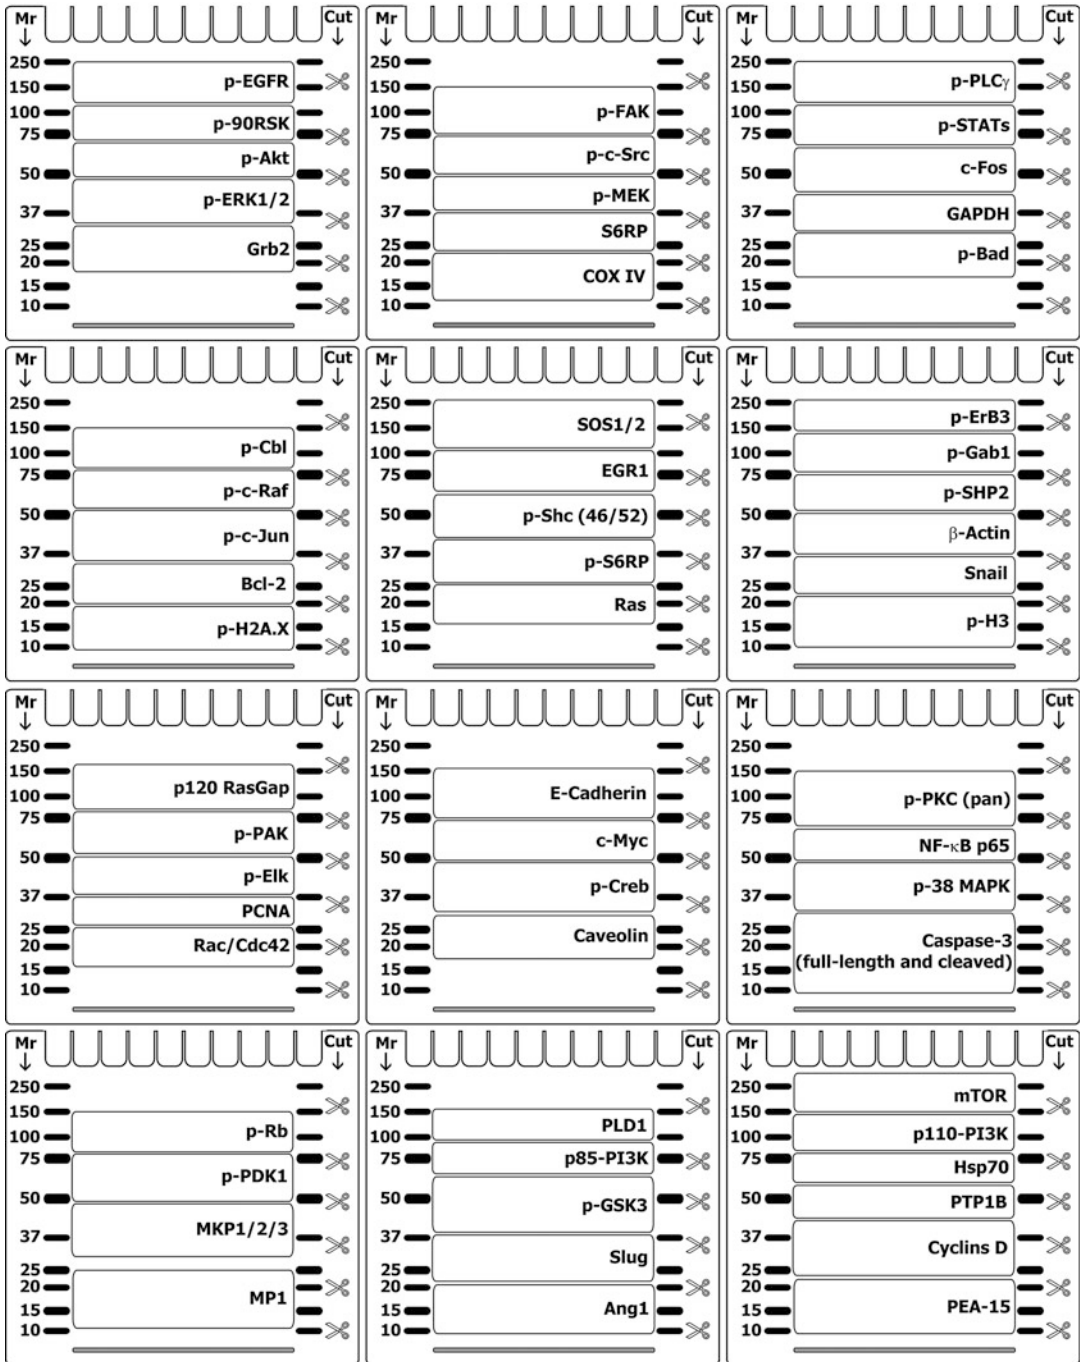 Mr Cut
250
150
100
75
50
37
25
20
15
10
p-EGFR
p-90RSK
p-Akt
p-ERK1/2
Grb2
Mr Cut
250
150
100
75
50
37
25
20
15
10
p-FAK
p-c-Src
p-MEK
S6RP
COX IV
Mr Cut
250
150
100
75
50
37
25
20
15
10
p-PLCγ
p-STATs
c-Fos
GAPDH
p-Bad
Mr Cut
250
150
100
75
50
37
25
20
15
10
p-Cbl
p-c-Raf
p-c-Jun
Bcl-2
p-H2A.X
Mr Cut
250
150
100
75
50
37
25
20
15
10
SOS1/2
EGR1
p-Shc (46/52)
p-S6RP
Ras
Mr Cut
250
150
100
75
50
37
25
20
15
10
p-ErB3
p-Gab1
p-SHP2
β-Actin
Snail
p-H3
Mr Cut
250
150
100
75
50
37
25
20
15
10
p120 RasGap
p-PAK
p-Elk
PCNA
Rac/Cdc42
Mr Cut
250
150
100
75
50
37
25
20
15
10
E-Cadherin
c-Myc
p-Creb
Caveolin
Mr Cut
250
150
100
75
50
37
25
20
15
10
p-PKC (pan)
NF-κB p65
p-38 MAPK
Caspase-3
(full-length and cleaved)
Mr Cut
250
150
100
75
50
37
25
20
15
10
p-Rb
p-PDK1
MKP1/2/3
MP1
Mr Cut
250
150
100
75
50
37
25
20
15
10
PLD1
p85-PI3K
p-GSK3
Slug
Ang1
Mr Cut
250
150
100
75
50
37
25
20
15
10
mTOR
p110-PI3K
Hsp70
PTP1B
Cyclins D
PEA-15